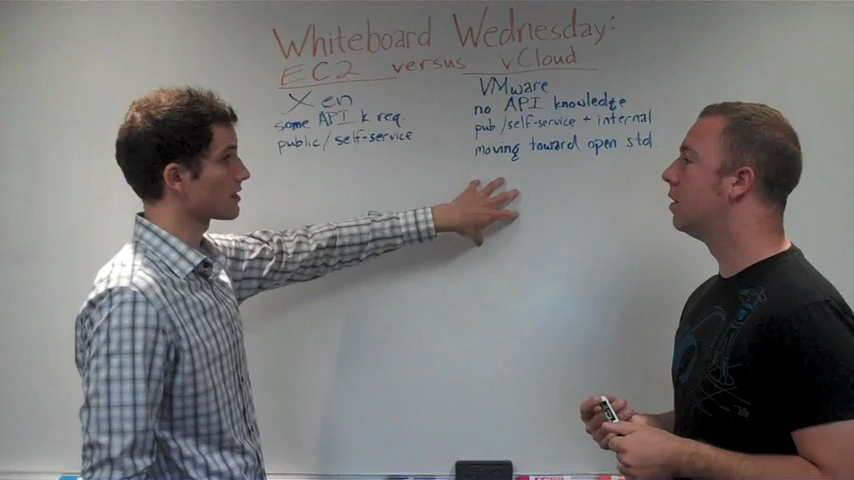 Whiteboard Wednesday:
EC2 versus vCloud
Xen
some API k req.
public/self-service
VMware
no API knowledge
pub/self-service + internal
moving toward open std.